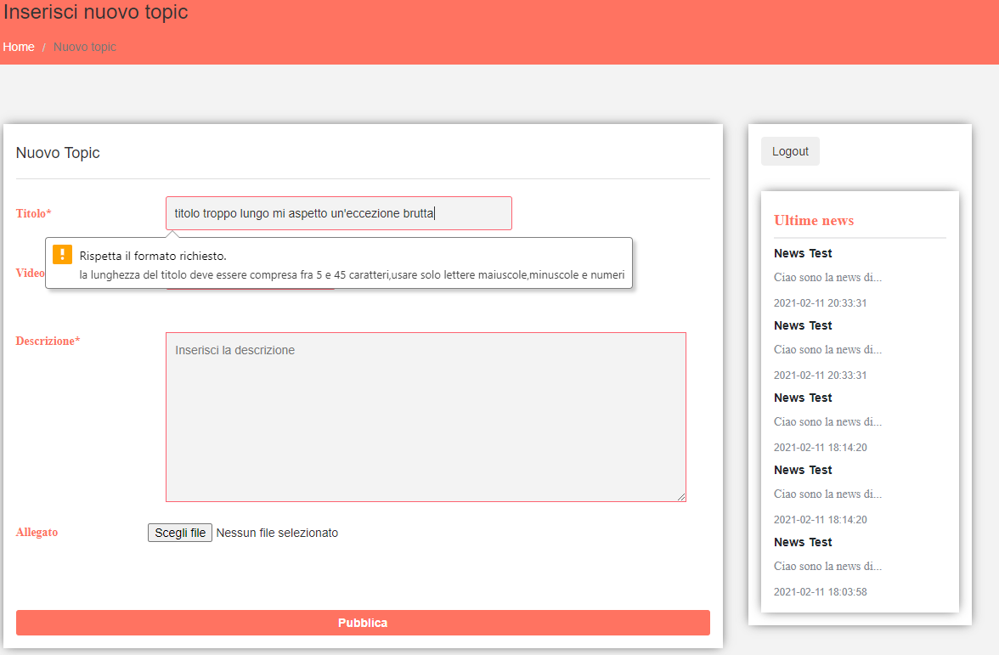 Inserisci nuovo topic
Home / Nuovo topic
Nuovo Topic
Titolo*
titolo troppo lungo mi aspetto un'eccezione brutta
Rispetta il formato richiesto.
la lunghezza del titolo deve essere compresa fra 5 e 45 caratteri,usare solo lettere maiuscole,minuscole e numeri
Video
Descrizione*
Inserisci la descrizione
Allegato
Scegli file Nessun file selezionato
Pubblica
Logout
Ultime news
News Test
Ciao sono la news di...
2021-02-11 20:33:31
News Test
Ciao sono la news di...
2021-02-11 20:33:31
News Test
Ciao sono la news di...
2021-02-11 18:14:20
News Test
Ciao sono la news di...
2021-02-11 18:14:20
News Test
Ciao sono la news di...
2021-02-11 18:03:58